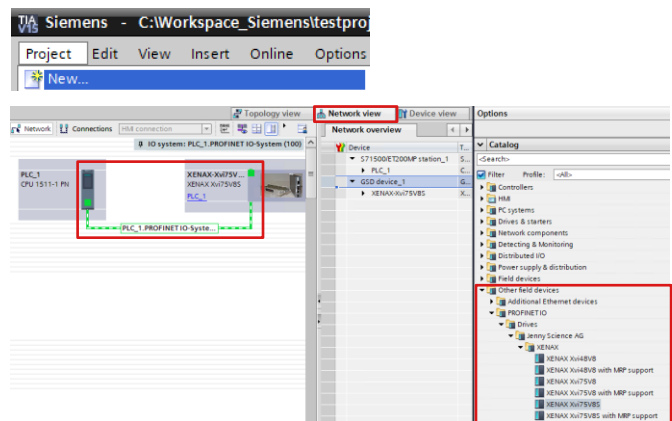 TIA V15 Siemens - C:\Workspace_Siemens\testproj
Project Edit View Insert Online Options
New...
Topology view Network view Device view Options
Network Connections HMI connection Network overview
IO system: PLC_1.PROFINET IO-System (100) Device T... Catalog
S71500/ET200MP station_1 S... <Search>
PLC_1 XENAX-Xvi75V... PLC_1 C... Filter Profile: <All>
CPU 1511-1 PN XENAX Xvi75V8S GSD device_1 G... Controllers
PLC_1 XENAX-Xvi75V8S X... HMI
PC systems
Drives & starters
PLC_1.PROFINET IO-Syste... Network components
Detecting & Monitoring
Distributed I/O
Power supply & distribution
Field devices
Other field devices
Additional Ethernet devices
PROFINET IO
Drives
Jenny Science AG
XENAX
XENAX Xvi48V8
XENAX Xvi48V8 with MRP support
XENAX Xvi75V8
XENAX Xvi75V8 with MRP support
XENAX Xvi75V8S
XENAX Xvi75V8S with MRP support